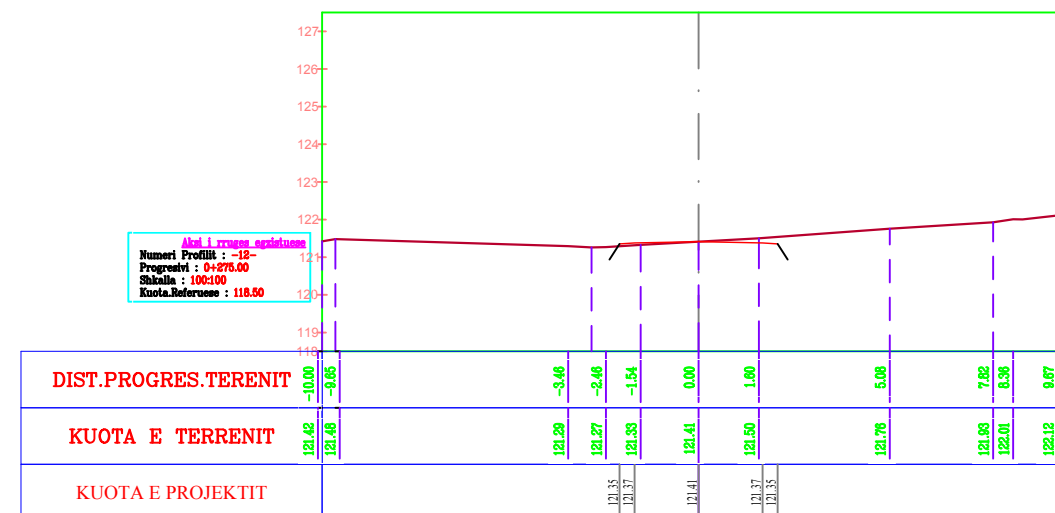 127
126
125
124
123
122
121
120
119
118
Aksi i rruges egzistuese
Numeri Profilit : -12-
Progresivi : 0+275.00
Shkalla : 100:100
Kuota.Referuese : 118.50
DIST.PROGRES.TERENIT -10.00 -9.65 -3.46 -2.46 -1.54 0.00 1.60 5.08 7.82 8.36 9.67
KUOTA E TERRENIT 121.42 121.48 121.29 121.27 121.33 121.41 121.50 121.76 121.93 122.01 122.12
KUOTA E PROJEKTIT 121.35 121.37 121.41 121.37 121.35